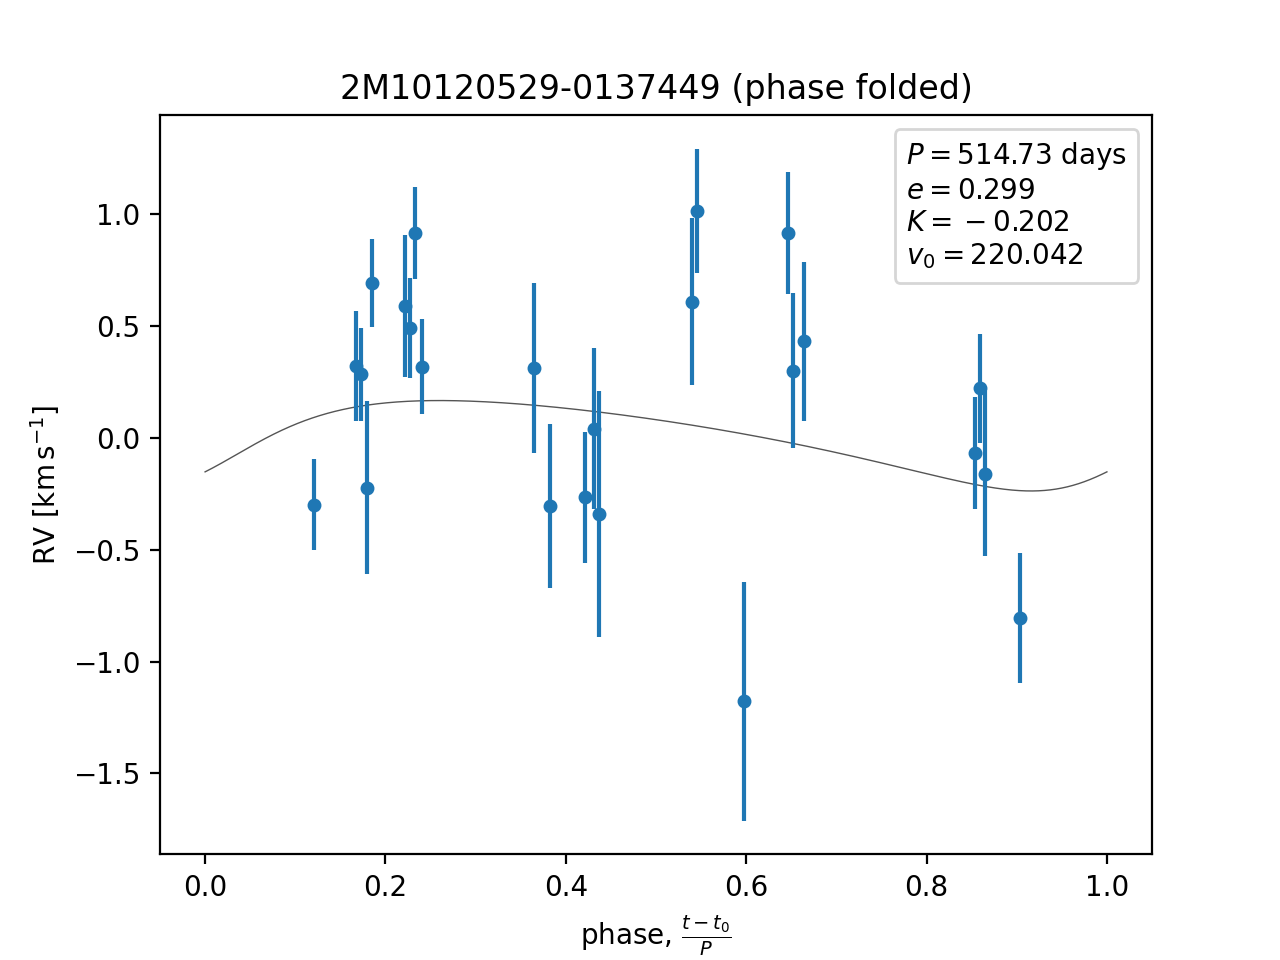 2M10120529-0137449 (phase folded)
P = 514.73 days
e = 0.299
K = −0.202
v₀ = 220.042
RV [km s⁻¹]
1.0
0.5
0.0
−0.5
−1.0
−1.5
0.0 0.2 0.4 0.6 0.8 1.0
phase, (t − t₀)/P